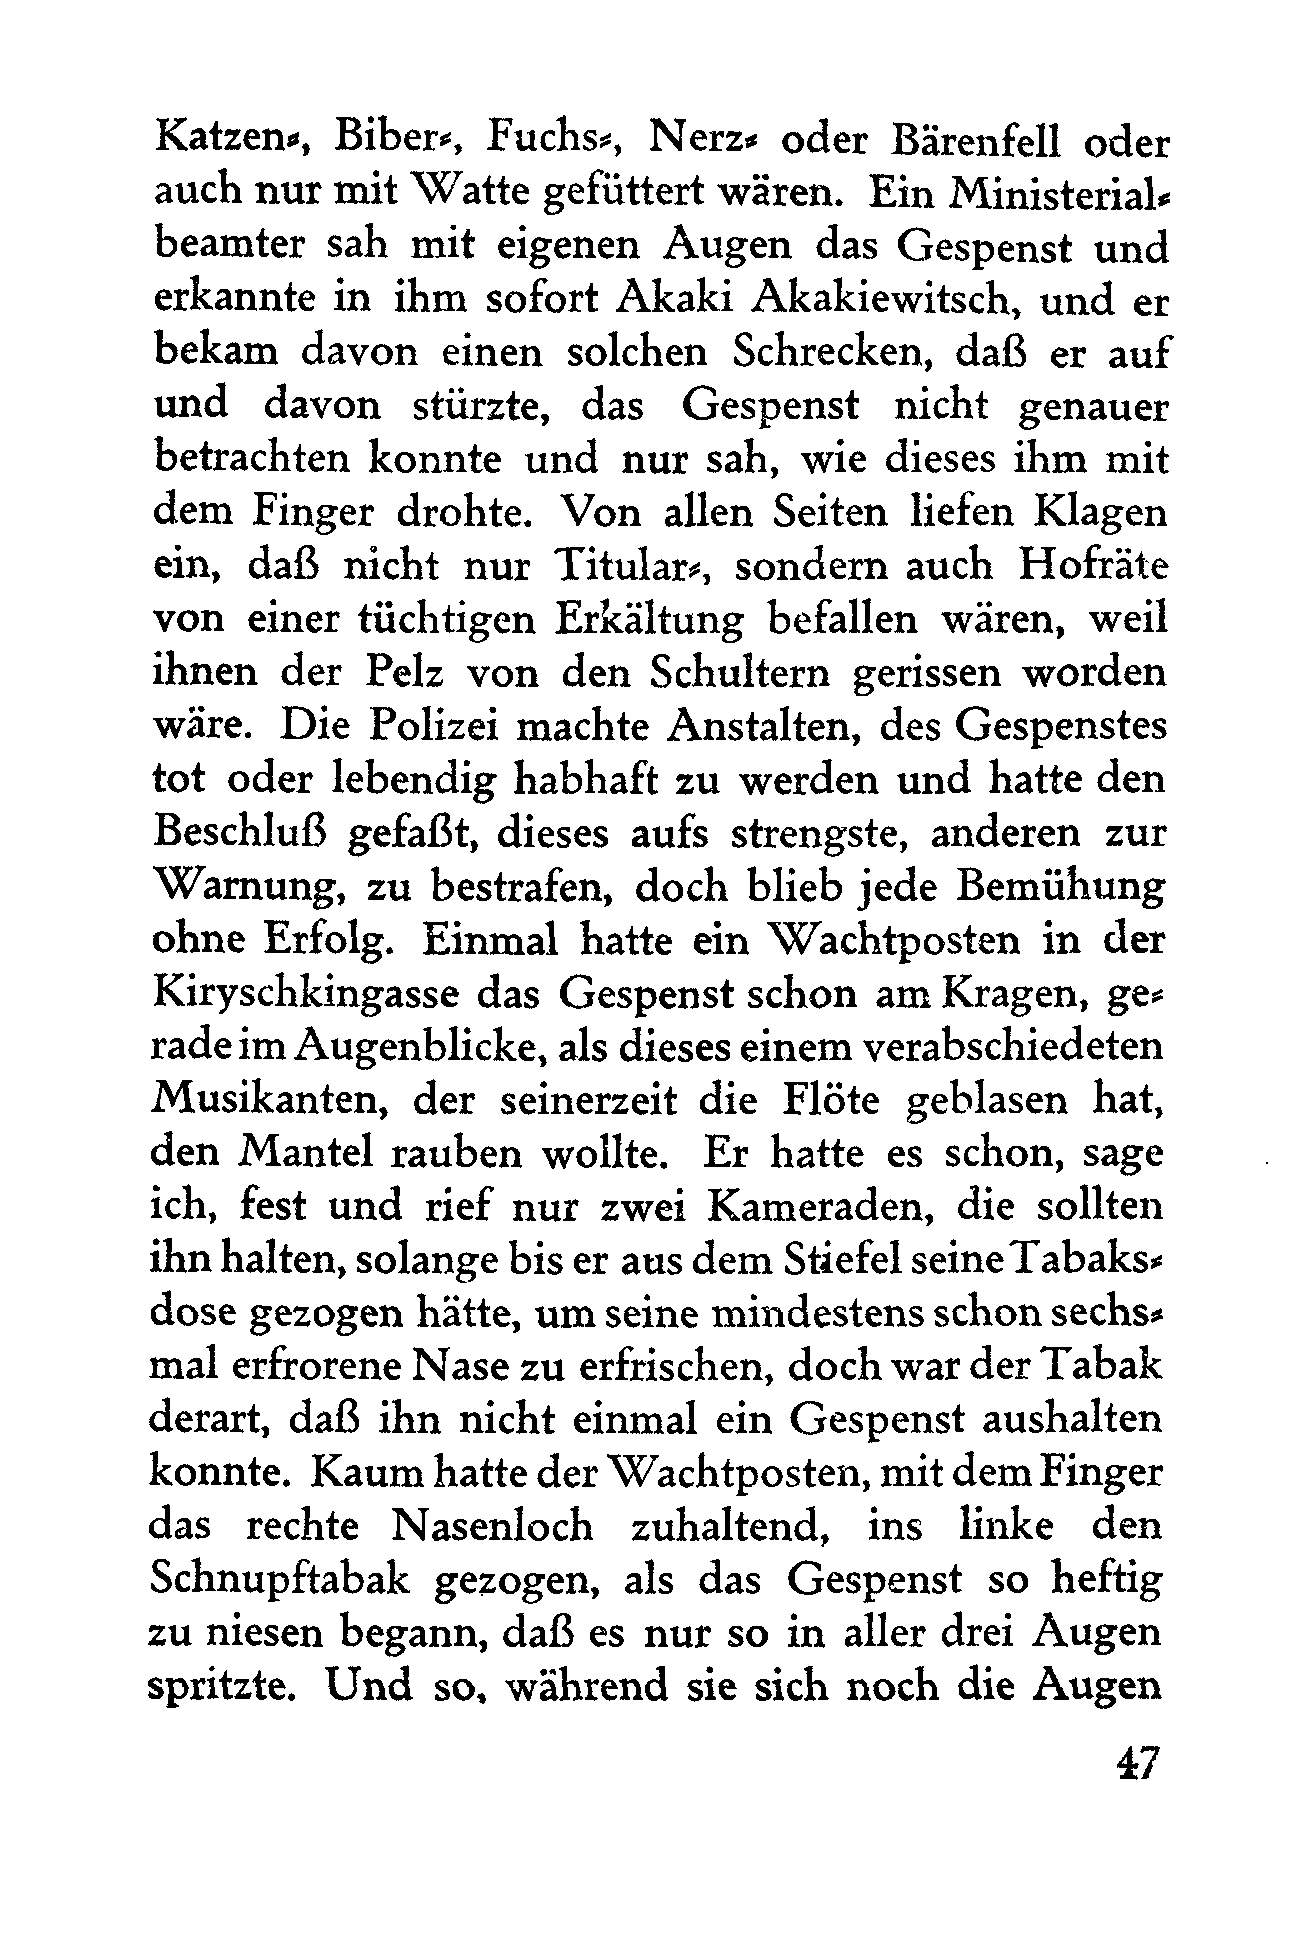 Katzen-, Biber-, Fuchs-, Nerz- oder Bärenfell oder
auch nur mit Watte gefüttert wären. Ein Ministerial-
beamter sah mit eigenen Augen das Gespenst und
erkannte in ihm sofort Akaki Akakiewitsch, und er
bekam davon einen solchen Schrecken, daß er auf
und davon stürzte, das Gespenst nicht genauer
betrachten konnte und nur sah, wie dieses ihm mit
dem Finger drohte. Von allen Seiten liefen Klagen
ein, daß nicht nur Titular-, sondern auch Hofräte
von einer tüchtigen Erkältung befallen wären, weil
ihnen der Pelz von den Schultern gerissen worden
wäre. Die Polizei machte Anstalten, des Gespenstes
tot oder lebendig habhaft zu werden und hatte den
Beschluß gefaßt, dieses aufs strengste, anderen zur
Warnung, zu bestrafen, doch blieb jede Bemühung
ohne Erfolg. Einmal hatte ein Wachtposten in der
Kiryschkingasse das Gespenst schon am Kragen, ge-
rade im Augenblicke, als dieses einem verabschiedeten
Musikanten, der seinerzeit die Flöte geblasen hat,
den Mantel rauben wollte. Er hatte es schon, sage
ich, fest und rief nur zwei Kameraden, die sollten
ihn halten, solange bis er aus dem Stiefel seine Tabaks-
dose gezogen hätte, um seine mindestens schon sechs-
mal erfrorene Nase zu erfrischen, doch war der Tabak
derart, daß ihn nicht einmal ein Gespenst aushalten
konnte. Kaum hatte der Wachtposten, mit dem Finger
das rechte Nasenloch zuhaltend, ins linke den
Schnupftabak gezogen, als das Gespenst so heftig
zu niesen begann, daß es nur so in aller drei Augen
spritzte. Und so, während sie sich noch die Augen
47